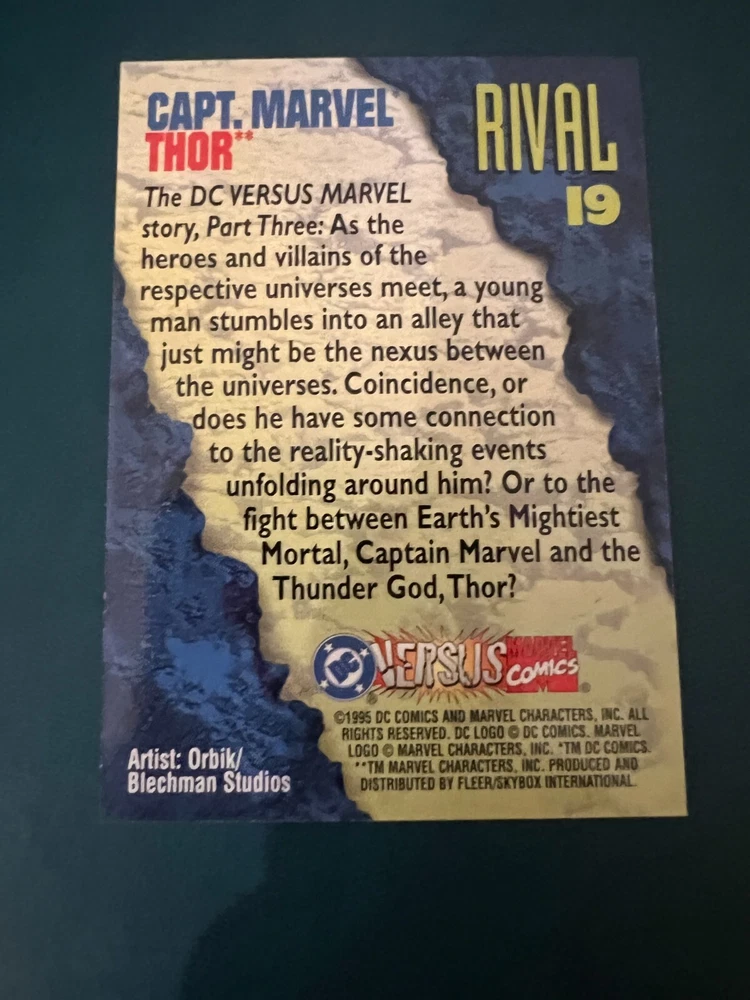 CAPT. MARVEL*
THOR**
RIVAL
19
The DC VERSUS MARVEL
story, Part Three: As the
heroes and villains of the
respective universes meet, a young
man stumbles into an alley that
just might be the nexus between
the universes. Coincidence, or
does he have some connection
to the reality-shaking events
unfolding around him? Or to the
fight between Earth's Mightiest
Mortal, Captain Marvel and the
Thunder God, Thor?
DC VERSUS MARVEL
COMICS
©1995 DC COMICS AND MARVEL CHARACTERS, INC. ALL
RIGHTS RESERVED. DC LOGO © DC COMICS. MARVEL
LOGO © MARVEL CHARACTERS, INC. *TM DC COMICS.
**TM MARVEL CHARACTERS, INC. PRODUCED AND
DISTRIBUTED BY FLEER/SKYBOX INTERNATIONAL.
Artist: Orbik/
Blechman Studios